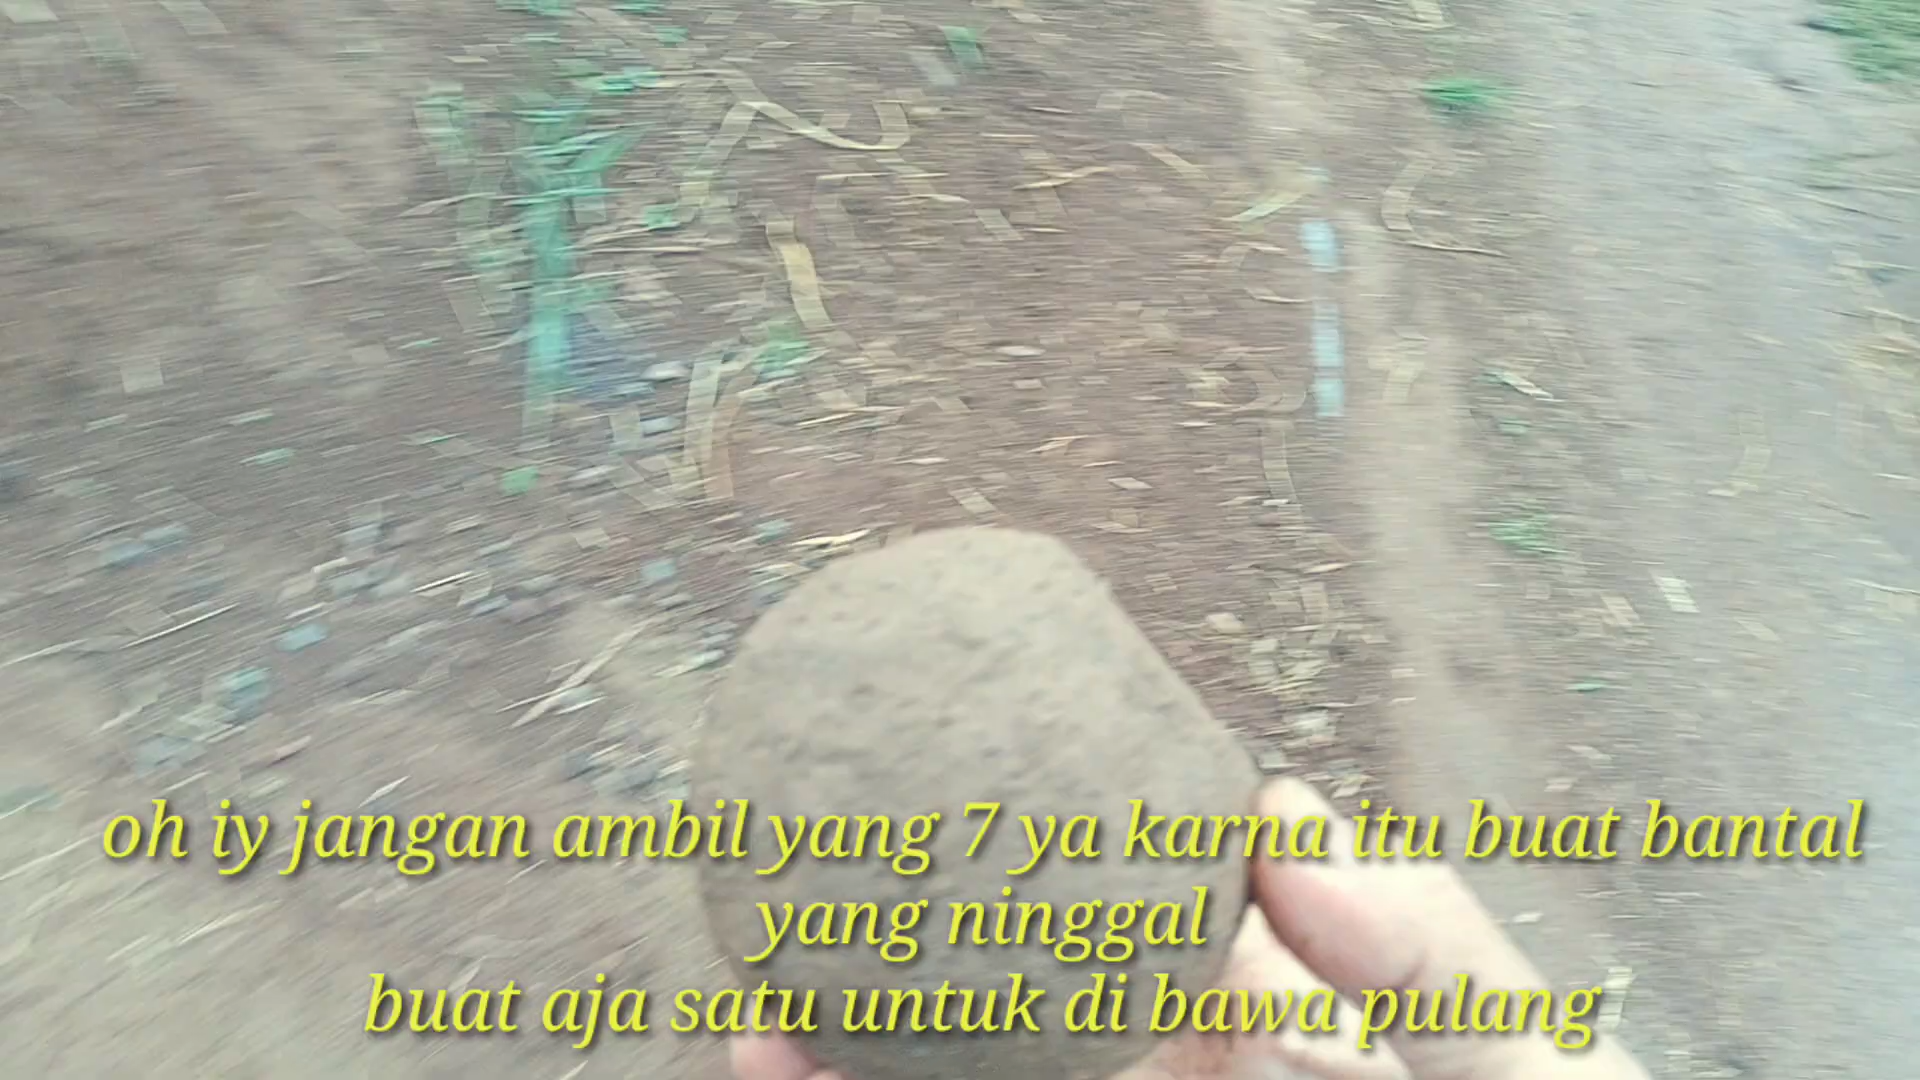 oh iy jangan ambil yang 7 ya karna itu buat bantal
yang ninggal
buat aja satu untuk di bawa pulang